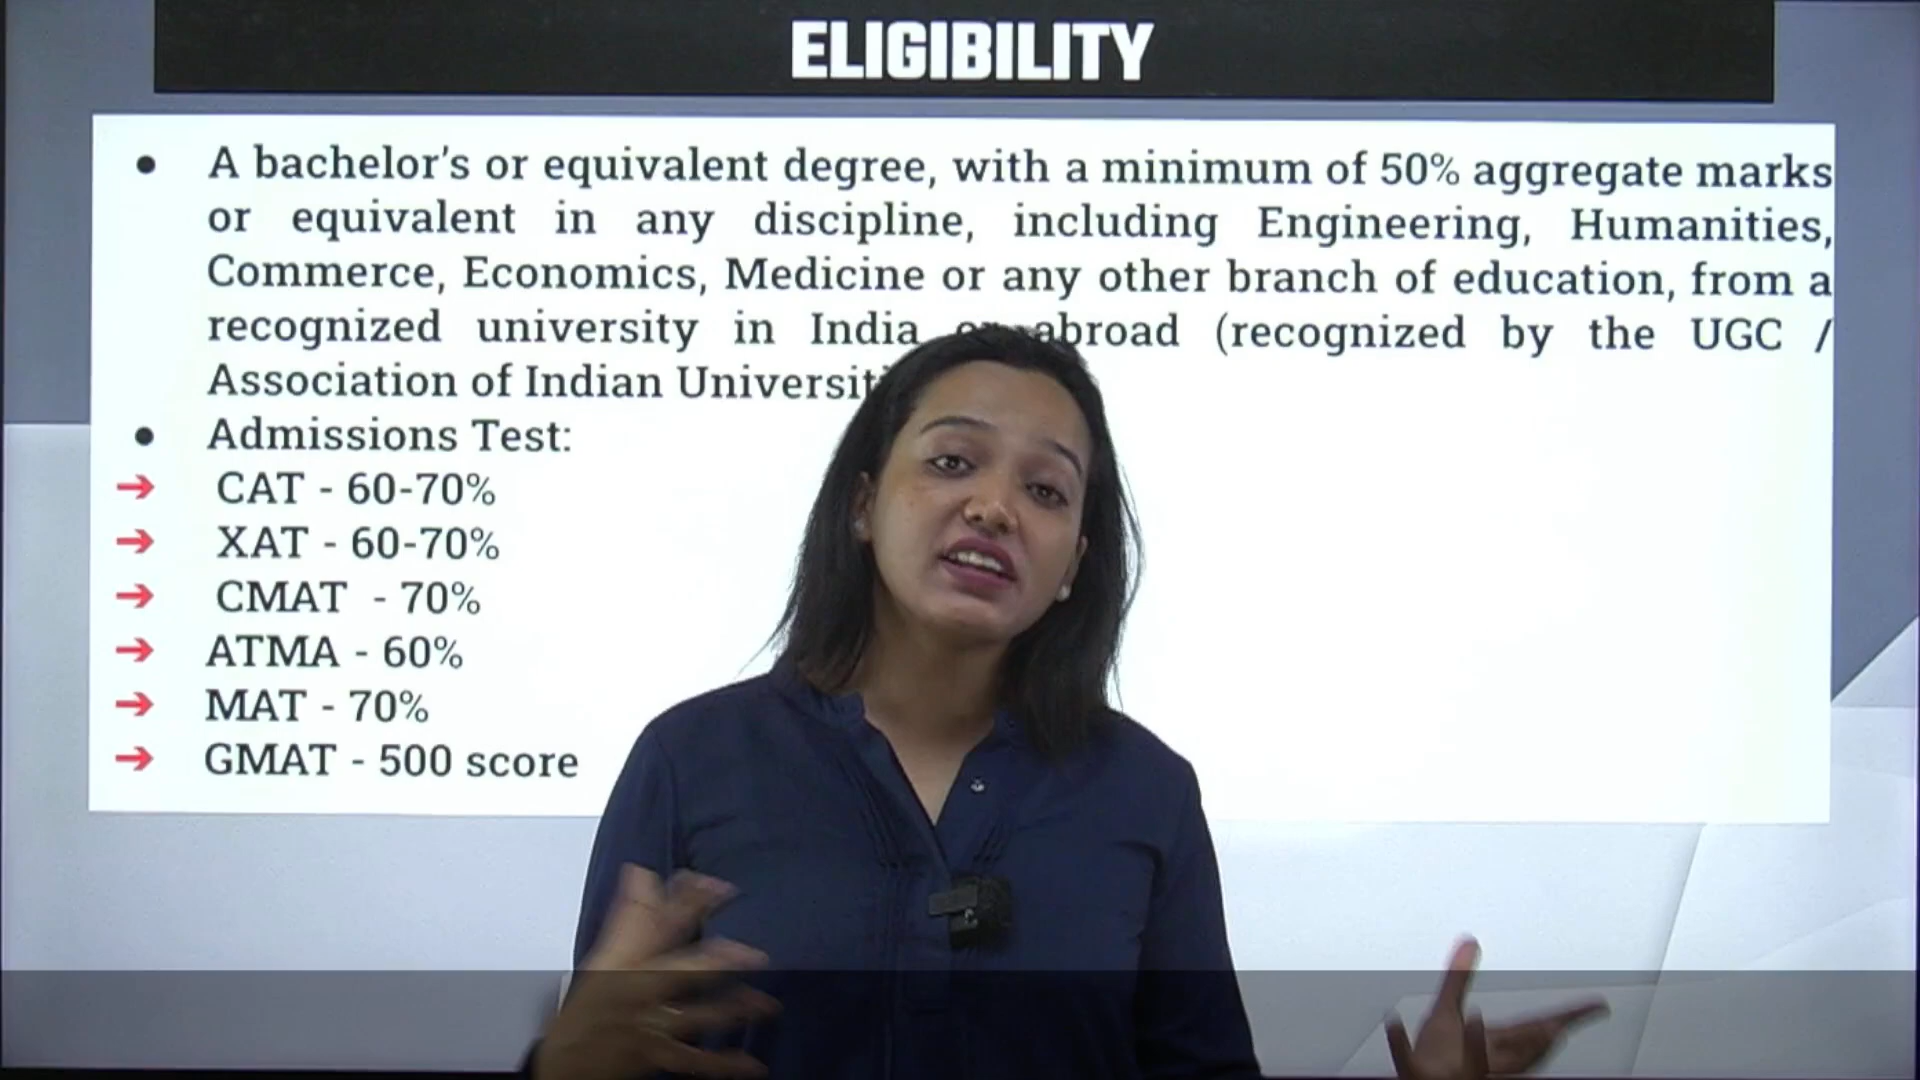 ELIGIBILITY
● A bachelor's or equivalent degree, with a minimum of 50% aggregate marks
or equivalent in any discipline, including Engineering, Humanities,
Commerce, Economics, Medicine or any other branch of education, from a
recognized university in India abroad (recognized by the UGC /
Association of Indian
● Admissions Test:
➔ CAT - 60-70%
➔ XAT - 60-70%
➔ CMAT - 70%
➔ ATMA - 60%
➔ MAT - 70%
➔ GMAT - 500 score